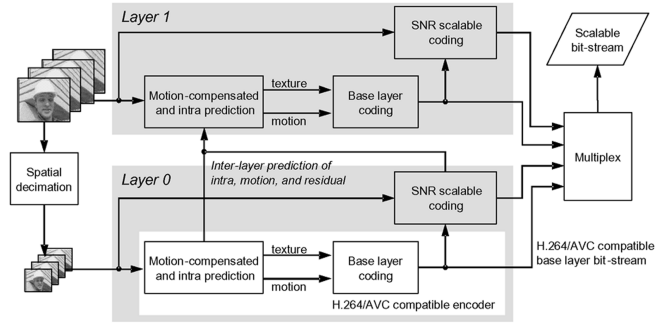 Layer 1
SNR scalable
coding
Scalable
bit-stream
Motion-compensated
and intra prediction
texture
motion
Base layer
coding
Multiplex
Spatial
decimation
Inter-layer prediction of
intra, motion, and residual
Layer 0
SNR scalable
coding
H.264/AVC compatible
base layer bit-stream
Motion-compensated
and intra prediction
texture
motion
Base layer
coding
H.264/AVC compatible encoder